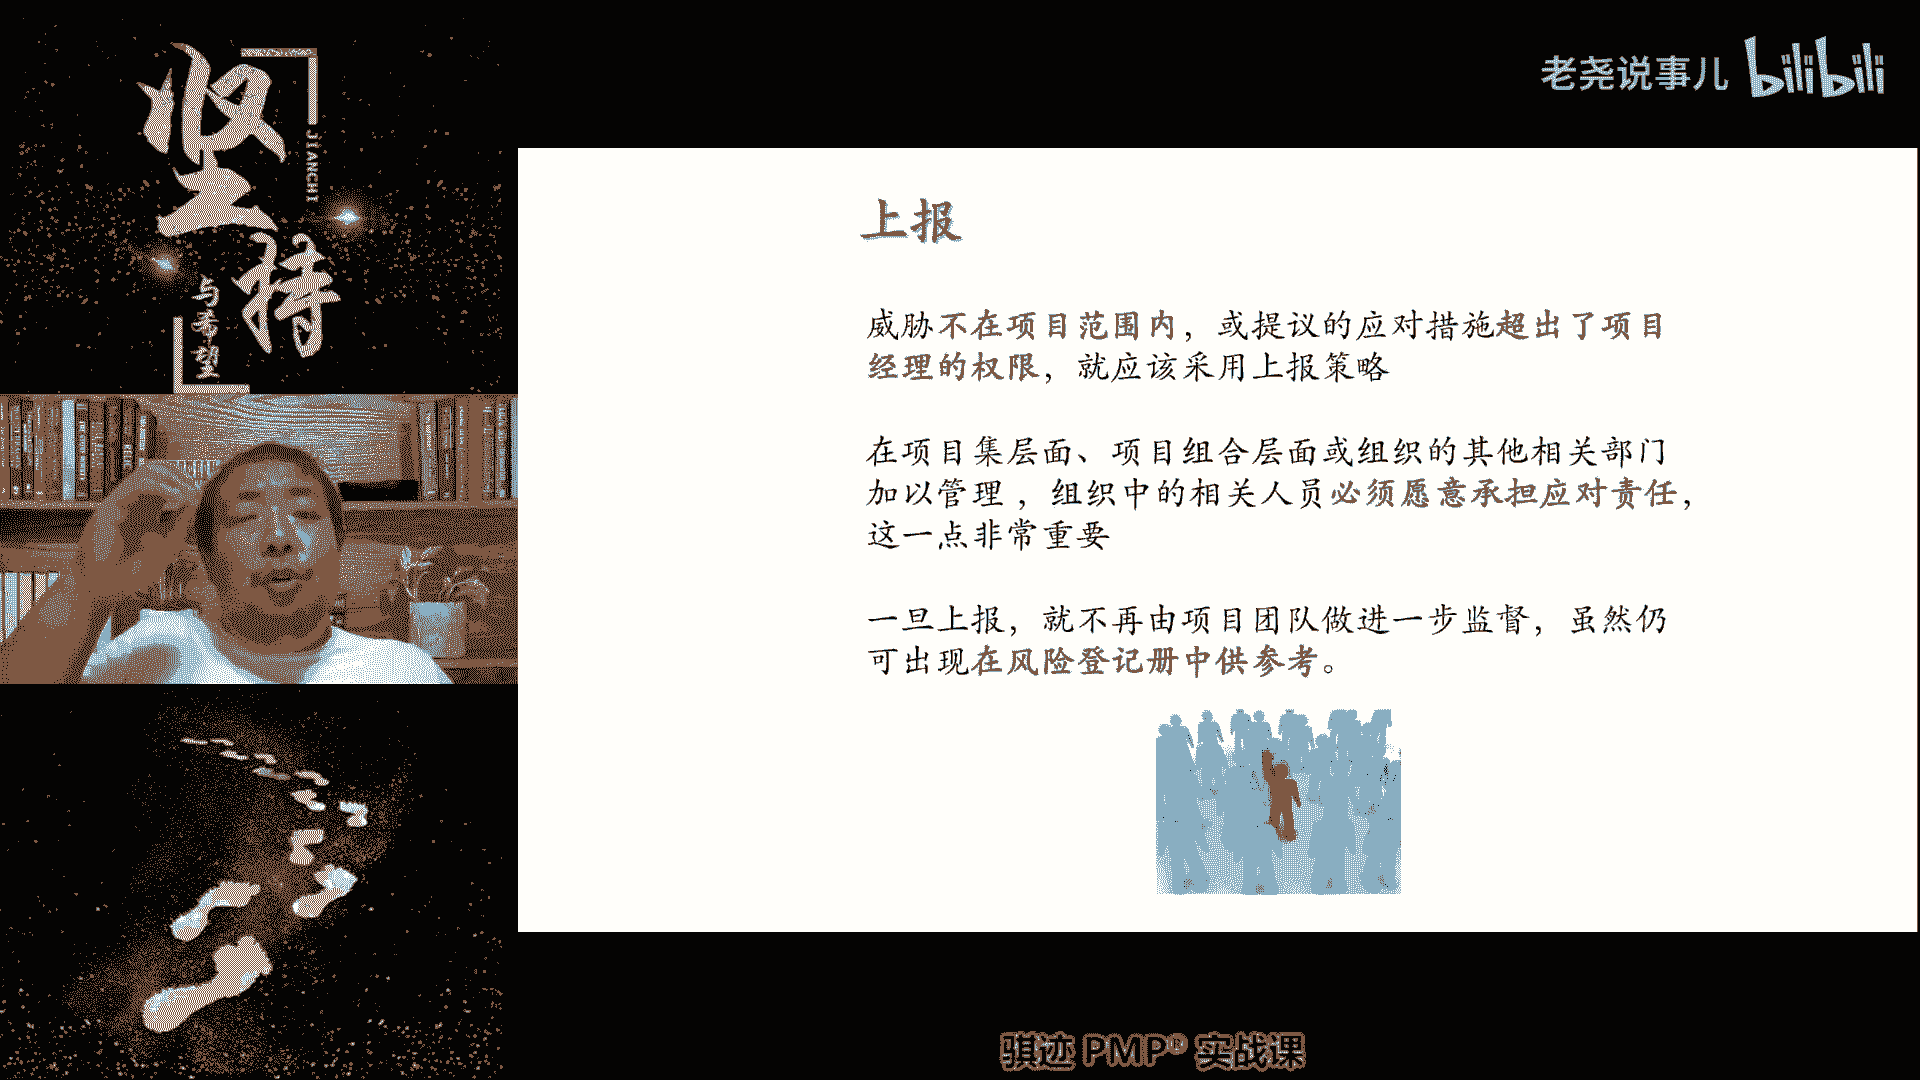 坚持
JIANCHI
与希望
老尧说事儿 bilibili
上报
威胁不在项目范围内，或提议的应对措施超出了项目
经理的权限，就应该采用上报策略
在项目集层面、项目组合层面或组织的其他相关部门
加以管理 ，组织中的相关人员必须愿意承担应对责任，
这一点非常重要
一旦上报，就不再由项目团队做进一步监督，虽然仍
可出现在风险登记册中供参考。
骐迹 PMP® 实战课